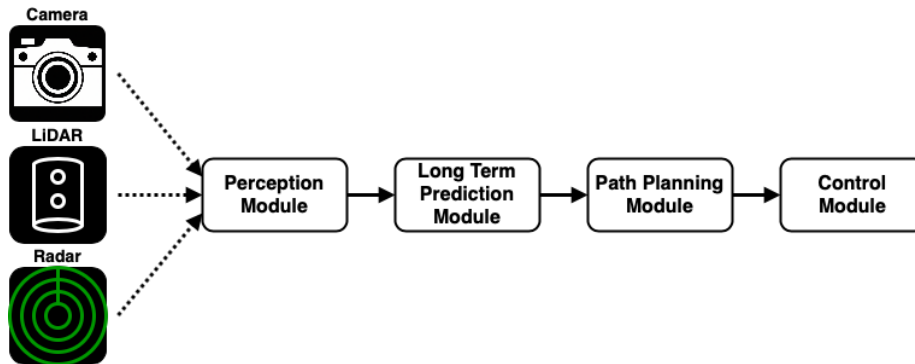 Camera
LiDAR
Radar
Perception
Module
Long Term
Prediction
Module
Path Planning
Module
Control
Module